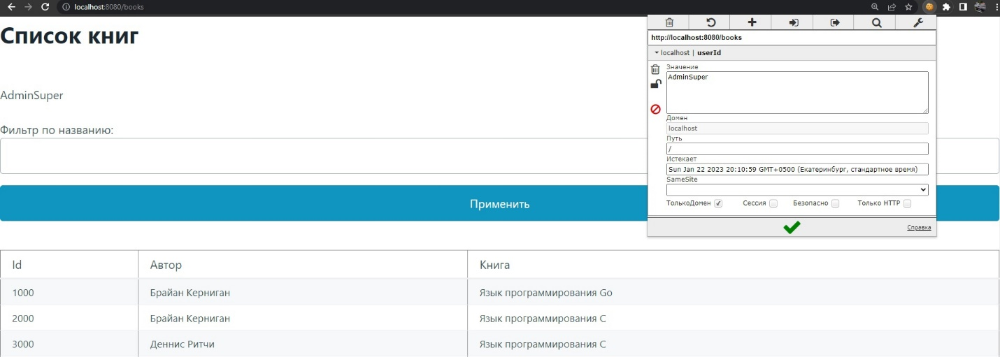 localhost:8080/books
Список книг
AdminSuper
Фильтр по названию:
Применить
Id Автор Книга
1000 Брайан Керниган Язык программирования Go
2000 Брайан Керниган Язык программирования C
3000 Деннис Ритчи Язык программирования C
http://localhost:8080/books
localhost | userId
Значение
AdminSuper
Домен
localhost
Путь
/
Истекает
Sun Jan 22 2023 20:10:59 GMT+0500 (Екатеринбург, стандартное время)
SameSite
ТолькоДомен Сессия Безопасно Только HTTP
Справка